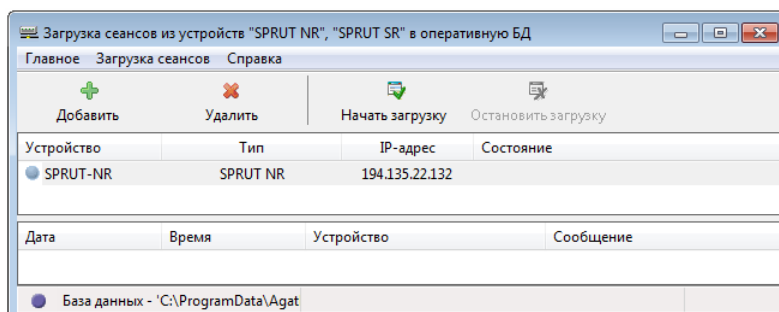 Загрузка сеансов из устройств "SPRUT NR", "SPRUT SR" в оперативную БД
Главное Загрузка сеансов Справка
Добавить Удалить Начать загрузку Остановить загрузку
Устройство Тип IP-адрес Состояние
SPRUT-NR SPRUT NR 194.135.22.132
Дата Время Устройство Сообщение
База данных - 'C:\ProgramData\Agat